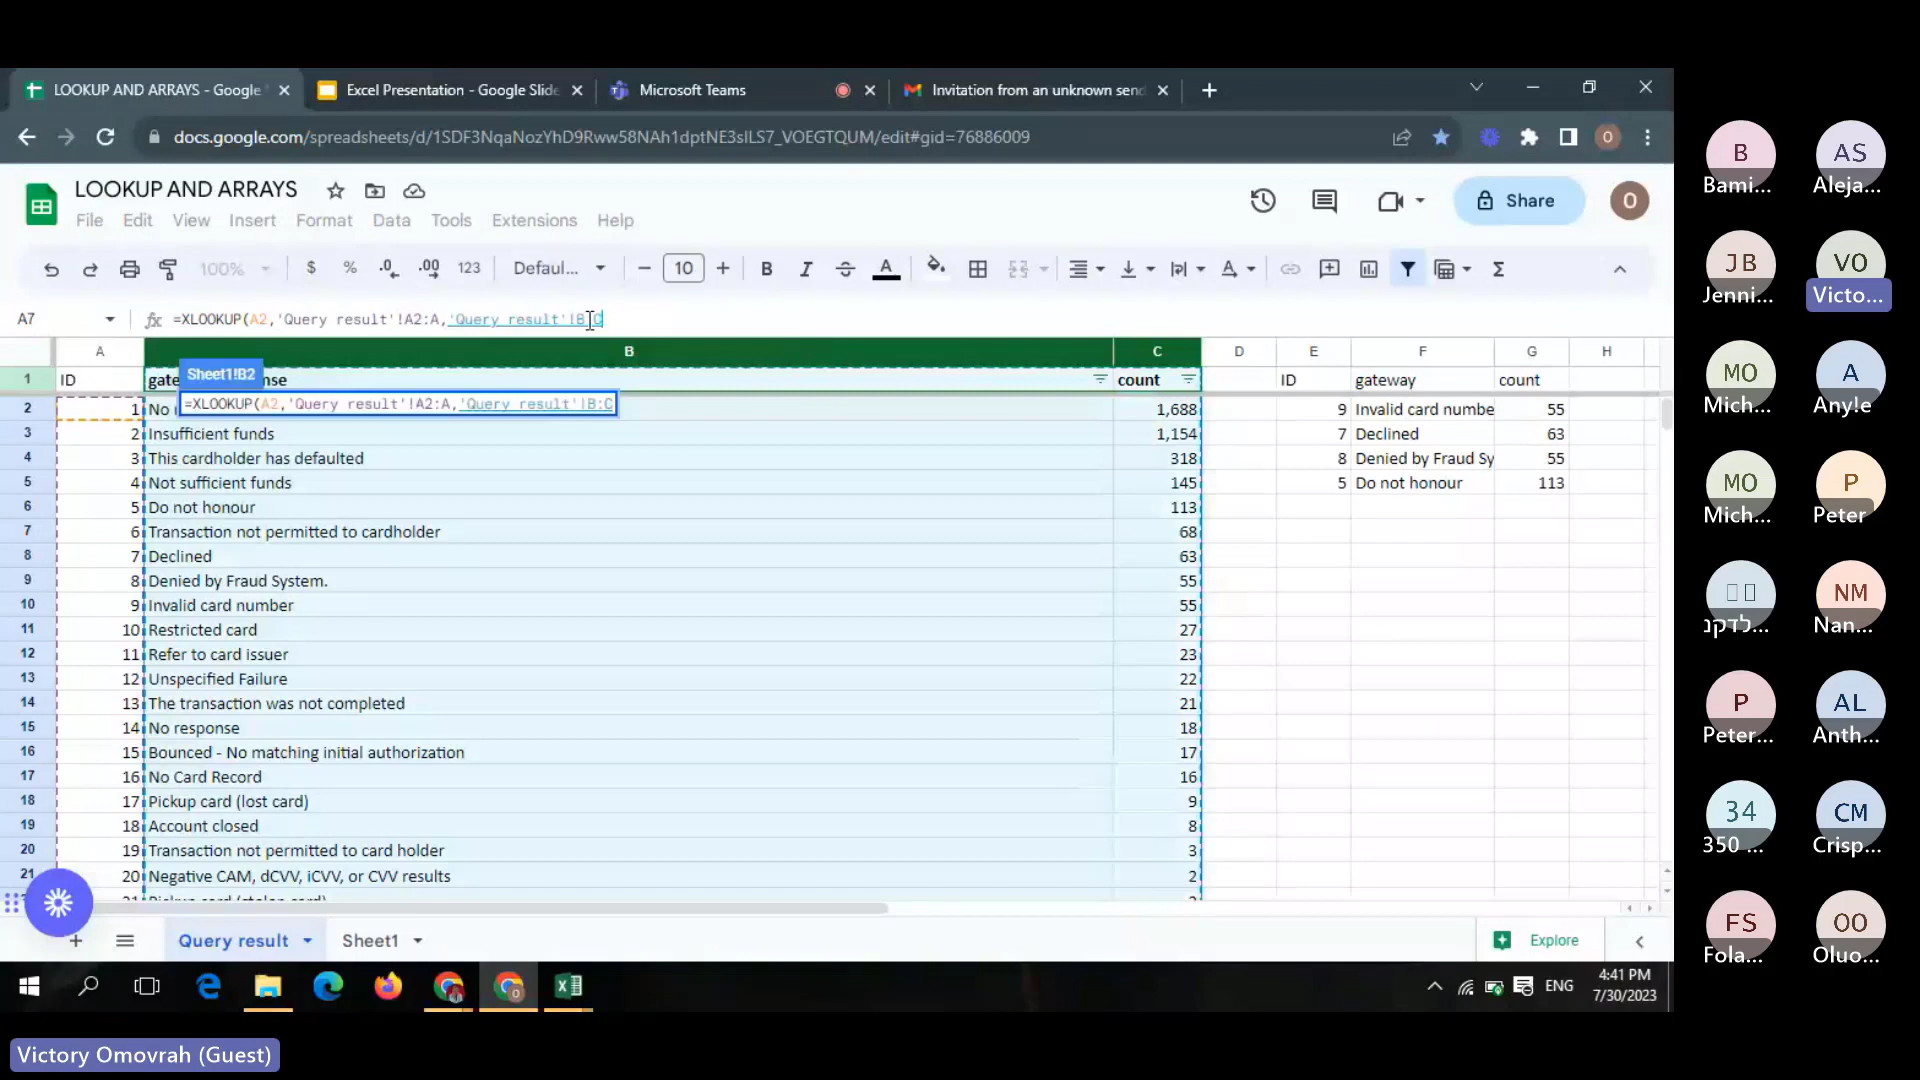 LOOKUP AND ARRAYS - Google
Excel Presentation - Google Slide
Microsoft Teams
Invitation from an unknown send
docs.google.com/spreadsheets/d/1SDF3NqaNozYhD9Rww58NAh1dptNE3sILS7_VOEGTQUM/edit#gid=76886009
O
LOOKUP AND ARRAYS
Share
O
File Edit View Insert Format Data Tools Extensions Help
100% $ % .0 .00 123 Defaul... 10 B I A
A7 fx =XLOOKUP(A2,'Query result'!A2:A,'Query result'!B:C
A B C D E F G H
Sheet1!B2
1 ID count ID gateway count
=XLOOKUP(A2,'Query result'!A2:A,'Query result'!B:C
2 1 1,688 9 Invalid card numbe 55
3 2 Insufficient funds 1,154 7 Declined 63
4 3 This cardholder has defaulted 318 8 Denied by Fraud Sy 55
5 4 Not sufficient funds 145 5 Do not honour 113
6 5 Do not honour 113
7 6 Transaction not permitted to cardholder 68
8 7 Declined 63
9 8 Denied by Fraud System. 55
10 9 Invalid card number 55
11 10 Restricted card 27
12 11 Refer to card issuer 23
13 12 Unspecified Failure 22
14 13 The transaction was not completed 21
15 14 No response 18
16 15 Bounced - No matching initial authorization 17
17 16 No Card Record 16
18 17 Pickup card (lost card) 9
19 18 Account closed 8
20 19 Transaction not permitted to card holder 3
21 20 Negative CAM, dCVV, iCVV, or CVV results 2
Query result Sheet1 Explore
ENG
4:41 PM
7/30/2023
B AS
Bami... Aleja...
JB VO
Jenni... Victo...
MO A
Mich... Any!e
MO P
Mich... Peter
NM
לדקנ... Nan...
P AL
Peter... Anth...
34 CM
350 ... Crisp...
FS OO
Fola... Oluo...
Victory Omovrah (Guest)